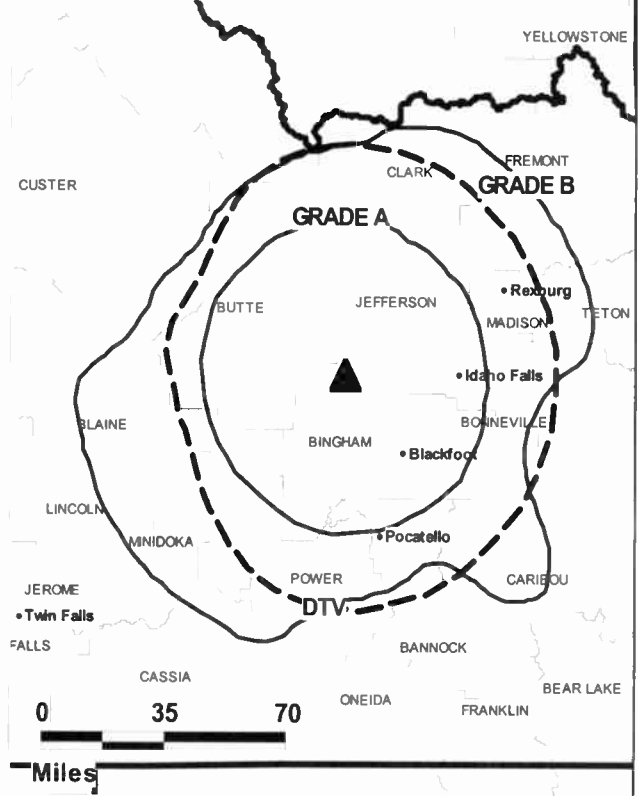 YELLOWSTONE
FREMONT
CLARK
CUSTER
GRADE B
GRADE A
Rexburg
BUTTE
JEFFERSON
TETON
MADISON
Idaho Falls
BLAINE
BONNEVILLE
BINGHAM
Blackfoot
LINCOLN
Pocatello
MINIDOKA
POWER
CARIBOU
JEROME
DTV
Twin Falls
FALLS
BANNOCK
CASSIA
BEAR LAKE
ONEIDA
FRANKLIN
0 35 70
Miles